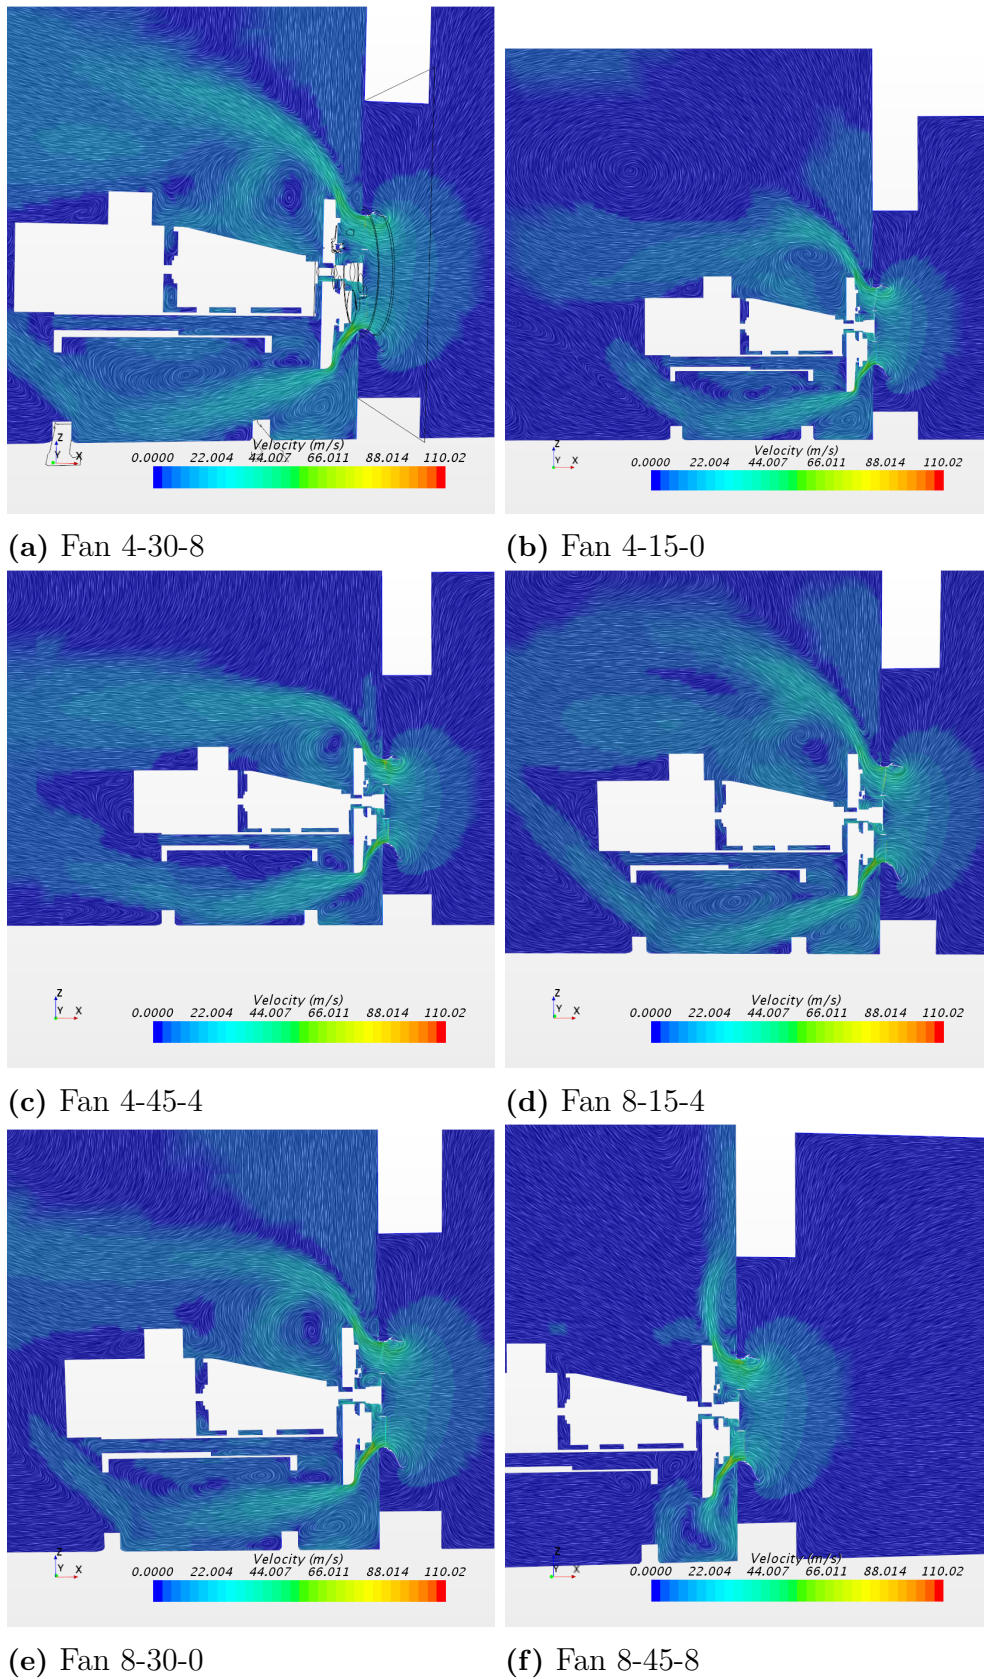 Velocity (m/s)
0.0000 22.004 44.007 66.011 88.014 110.02
Z
Y X
(a) Fan 4-30-8
Velocity (m/s)
0.0000 22.004 44.007 66.011 88.014 110.02
Z
Y X
(b) Fan 4-15-0
Velocity (m/s)
0.0000 22.004 44.007 66.011 88.014 110.02
Z
Y X
(c) Fan 4-45-4
Velocity (m/s)
0.0000 22.004 44.007 66.011 88.014 110.02
Z
Y X
(d) Fan 8-15-4
Velocity (m/s)
0.0000 22.004 44.007 66.011 88.014 110.02
Z
Y X
(e) Fan 8-30-0
Velocity (m/s)
0.0000 22.004 44.007 66.011 88.014 110.02
Z
Y X
(f) Fan 8-45-8